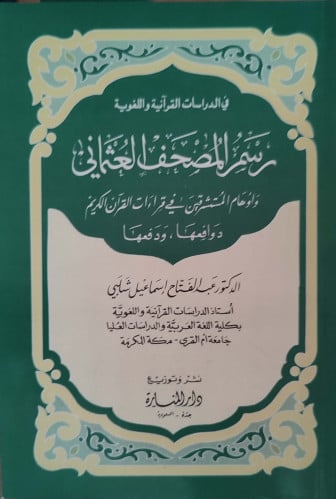 في الدراسات القرآنية واللغوية
رسم المصحف العثماني
وأوهام المستشرقين في قراءات القرآن الكريم
دوافعها، ودفعها
الدكتور عبد الفتاح إسماعيل شلبي
أستاذ الدراسات القرآنية واللغوية
بكلية اللغة العربية والدراسات العليا
جامعة أم القرى - مكة المكرمة
نشر وتوزيع
دار المنارة
جدة - السعودية